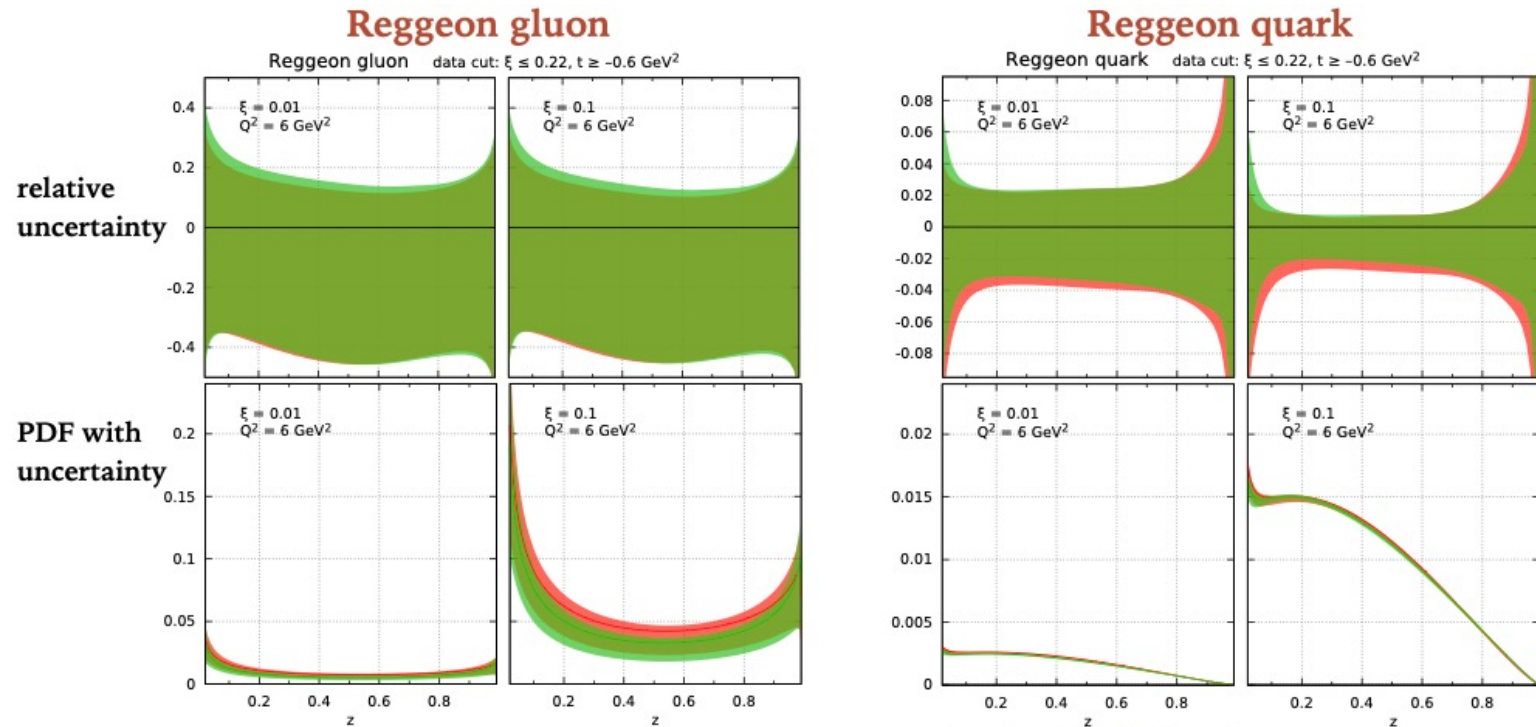 Reggeon gluon
Reggeon gluon data cut: ξ ≤ 0.22, t ≥ –0.6 GeV²
relative
uncertainty
0.4
0.2
0
-0.2
-0.4
ξ = 0.01
Q² = 6 GeV²
ξ = 0.1
Q² = 6 GeV²
PDF with
uncertainty
0.2
0.15
0.1
0.05
0
ξ = 0.01
Q² = 6 GeV²
ξ = 0.1
Q² = 6 GeV²
0.2 0.4 0.6 0.8
z
0.2 0.4 0.6 0.8
z
Reggeon quark
Reggeon quark data cut: ξ ≤ 0.22, t ≥ –0.6 GeV²
0.08
0.06
0.04
0.02
0
-0.02
-0.04
-0.06
-0.08
ξ = 0.01
Q² = 6 GeV²
ξ = 0.1
Q² = 6 GeV²
0.02
0.015
0.01
0.005
0
ξ = 0.01
Q² = 6 GeV²
ξ = 0.1
Q² = 6 GeV²
0.2 0.4 0.6 0.8
z
0.2 0.4 0.6 0.8
z